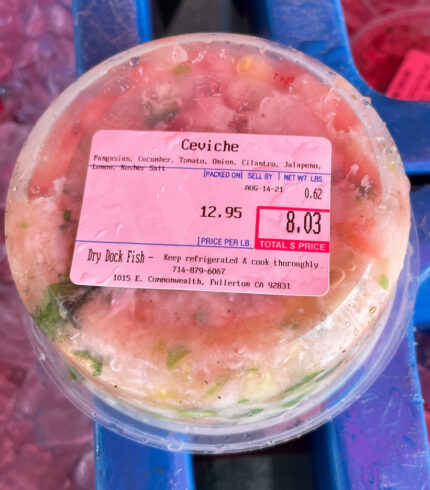 Ceviche
Pangasius, Cucumber, Tomato, Onion, Cilantro, Jalapeno,
Lemon, Kosher Salt
PACKED ON SELL BY NET WT LBS.
AUG-14-21 0.62
12.95 8.03
PRICE PER LB. TOTAL $ PRICE
Dry Dock Fish - Keep refrigerated & cook thoroughly
714-879-6067
1015 E. Commonwealth, Fullerton CA 92831